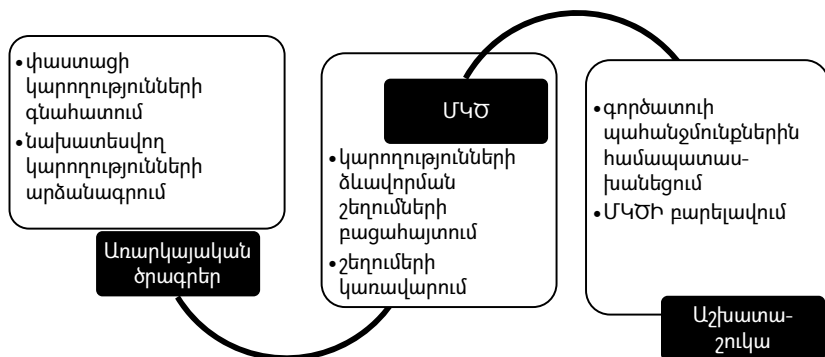 •փաստացի
կարողությունների
գնահատում
•նախատեսվող
կարողությունների
արձանագրում
Առարկայական
ծրագրեր
ՄԿԾ
•կարողությունների
ձևավորման
շեղումների
բացահայտում
•շեղումերի
կառավարում
•գործատուի
պահանջմունքներին
համապատաս-
խանեցում
•ՄԿԾԻ բարելավում
Աշխատա-
շուկա